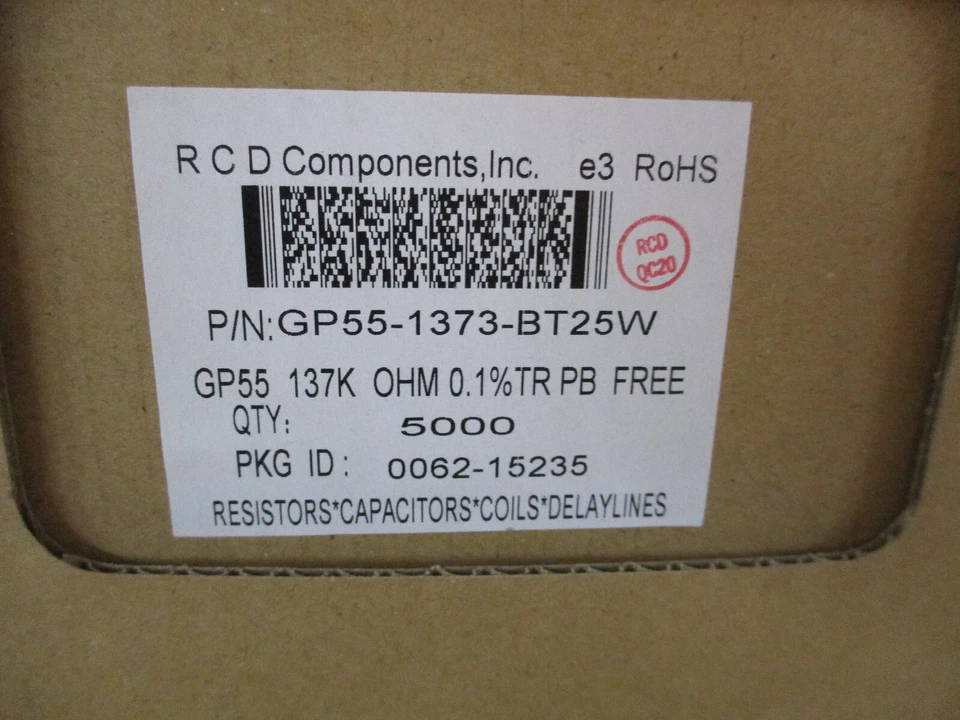 R C D Components,Inc. e3 RoHS
RCD
QC20
P/N:GP55-1373-BT25W
GP55 137K OHM 0.1%TR PB FREE
QTY: 5000
PKG ID: 0062-15235
RESISTORS*CAPACITORS*COILS*DELAYLINES